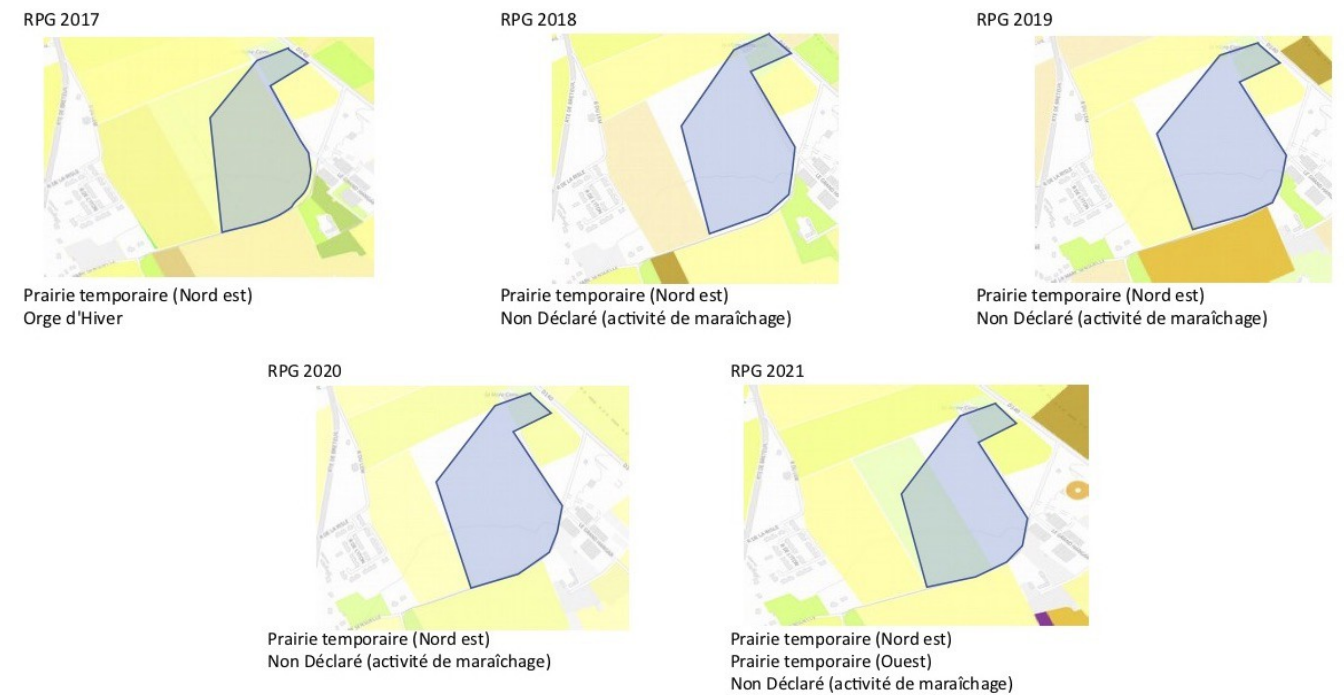 RPG 2017
RPG 2018
RPG 2019
Prairie temporaire (Nord est)
Orge d'Hiver
Prairie temporaire (Nord est)
Non Déclaré (activité de maraîchage)
Prairie temporaire (Nord est)
Non Déclaré (activité de maraîchage)
RPG 2020
RPG 2021
Prairie temporaire (Nord est)
Non Déclaré (activité de maraîchage)
Prairie temporaire (Nord est)
Prairie temporaire (Ouest)
Non Déclaré (activité de maraîchage)